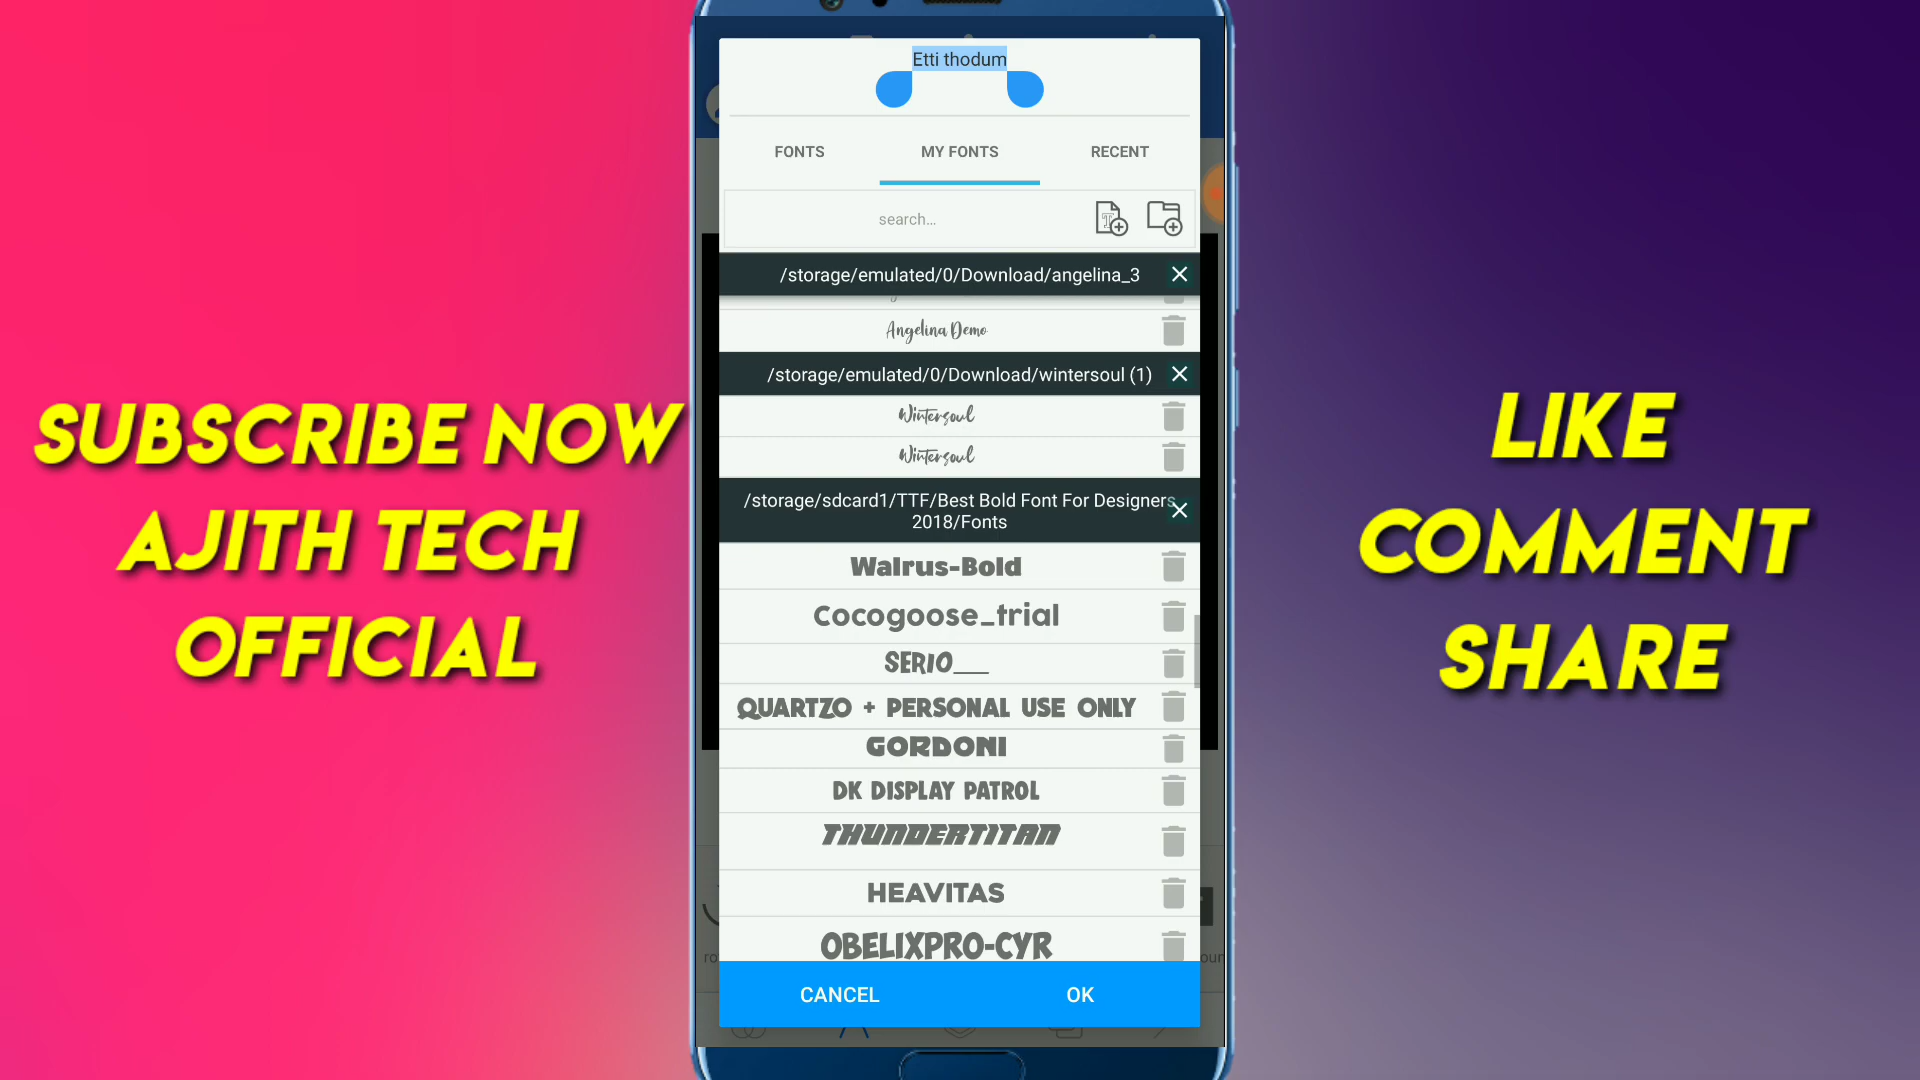 Etti thodum
FONTS
MY FONTS
RECENT
search...
/storage/emulated/0/Download/angelina_3
Angelina Demo
/storage/emulated/0/Download/wintersoul (1)
Wintersoul
Wintersoul
/storage/sdcard1/TTF/Best Bold Font For Designers
2018/Fonts
Walrus-Bold
Cocogoose_trial
SERIO___
QUARTZO + PERSONAL USE ONLY
GORDONI
DK DISPLAY PATROL
THUNDERTITAN
HEAVITAS
OBELIXPRO-CYR
CANCEL
OK
SUBSCRIBE NOW
AJITH TECH
OFFICIAL
LIKE
COMMENT
SHARE